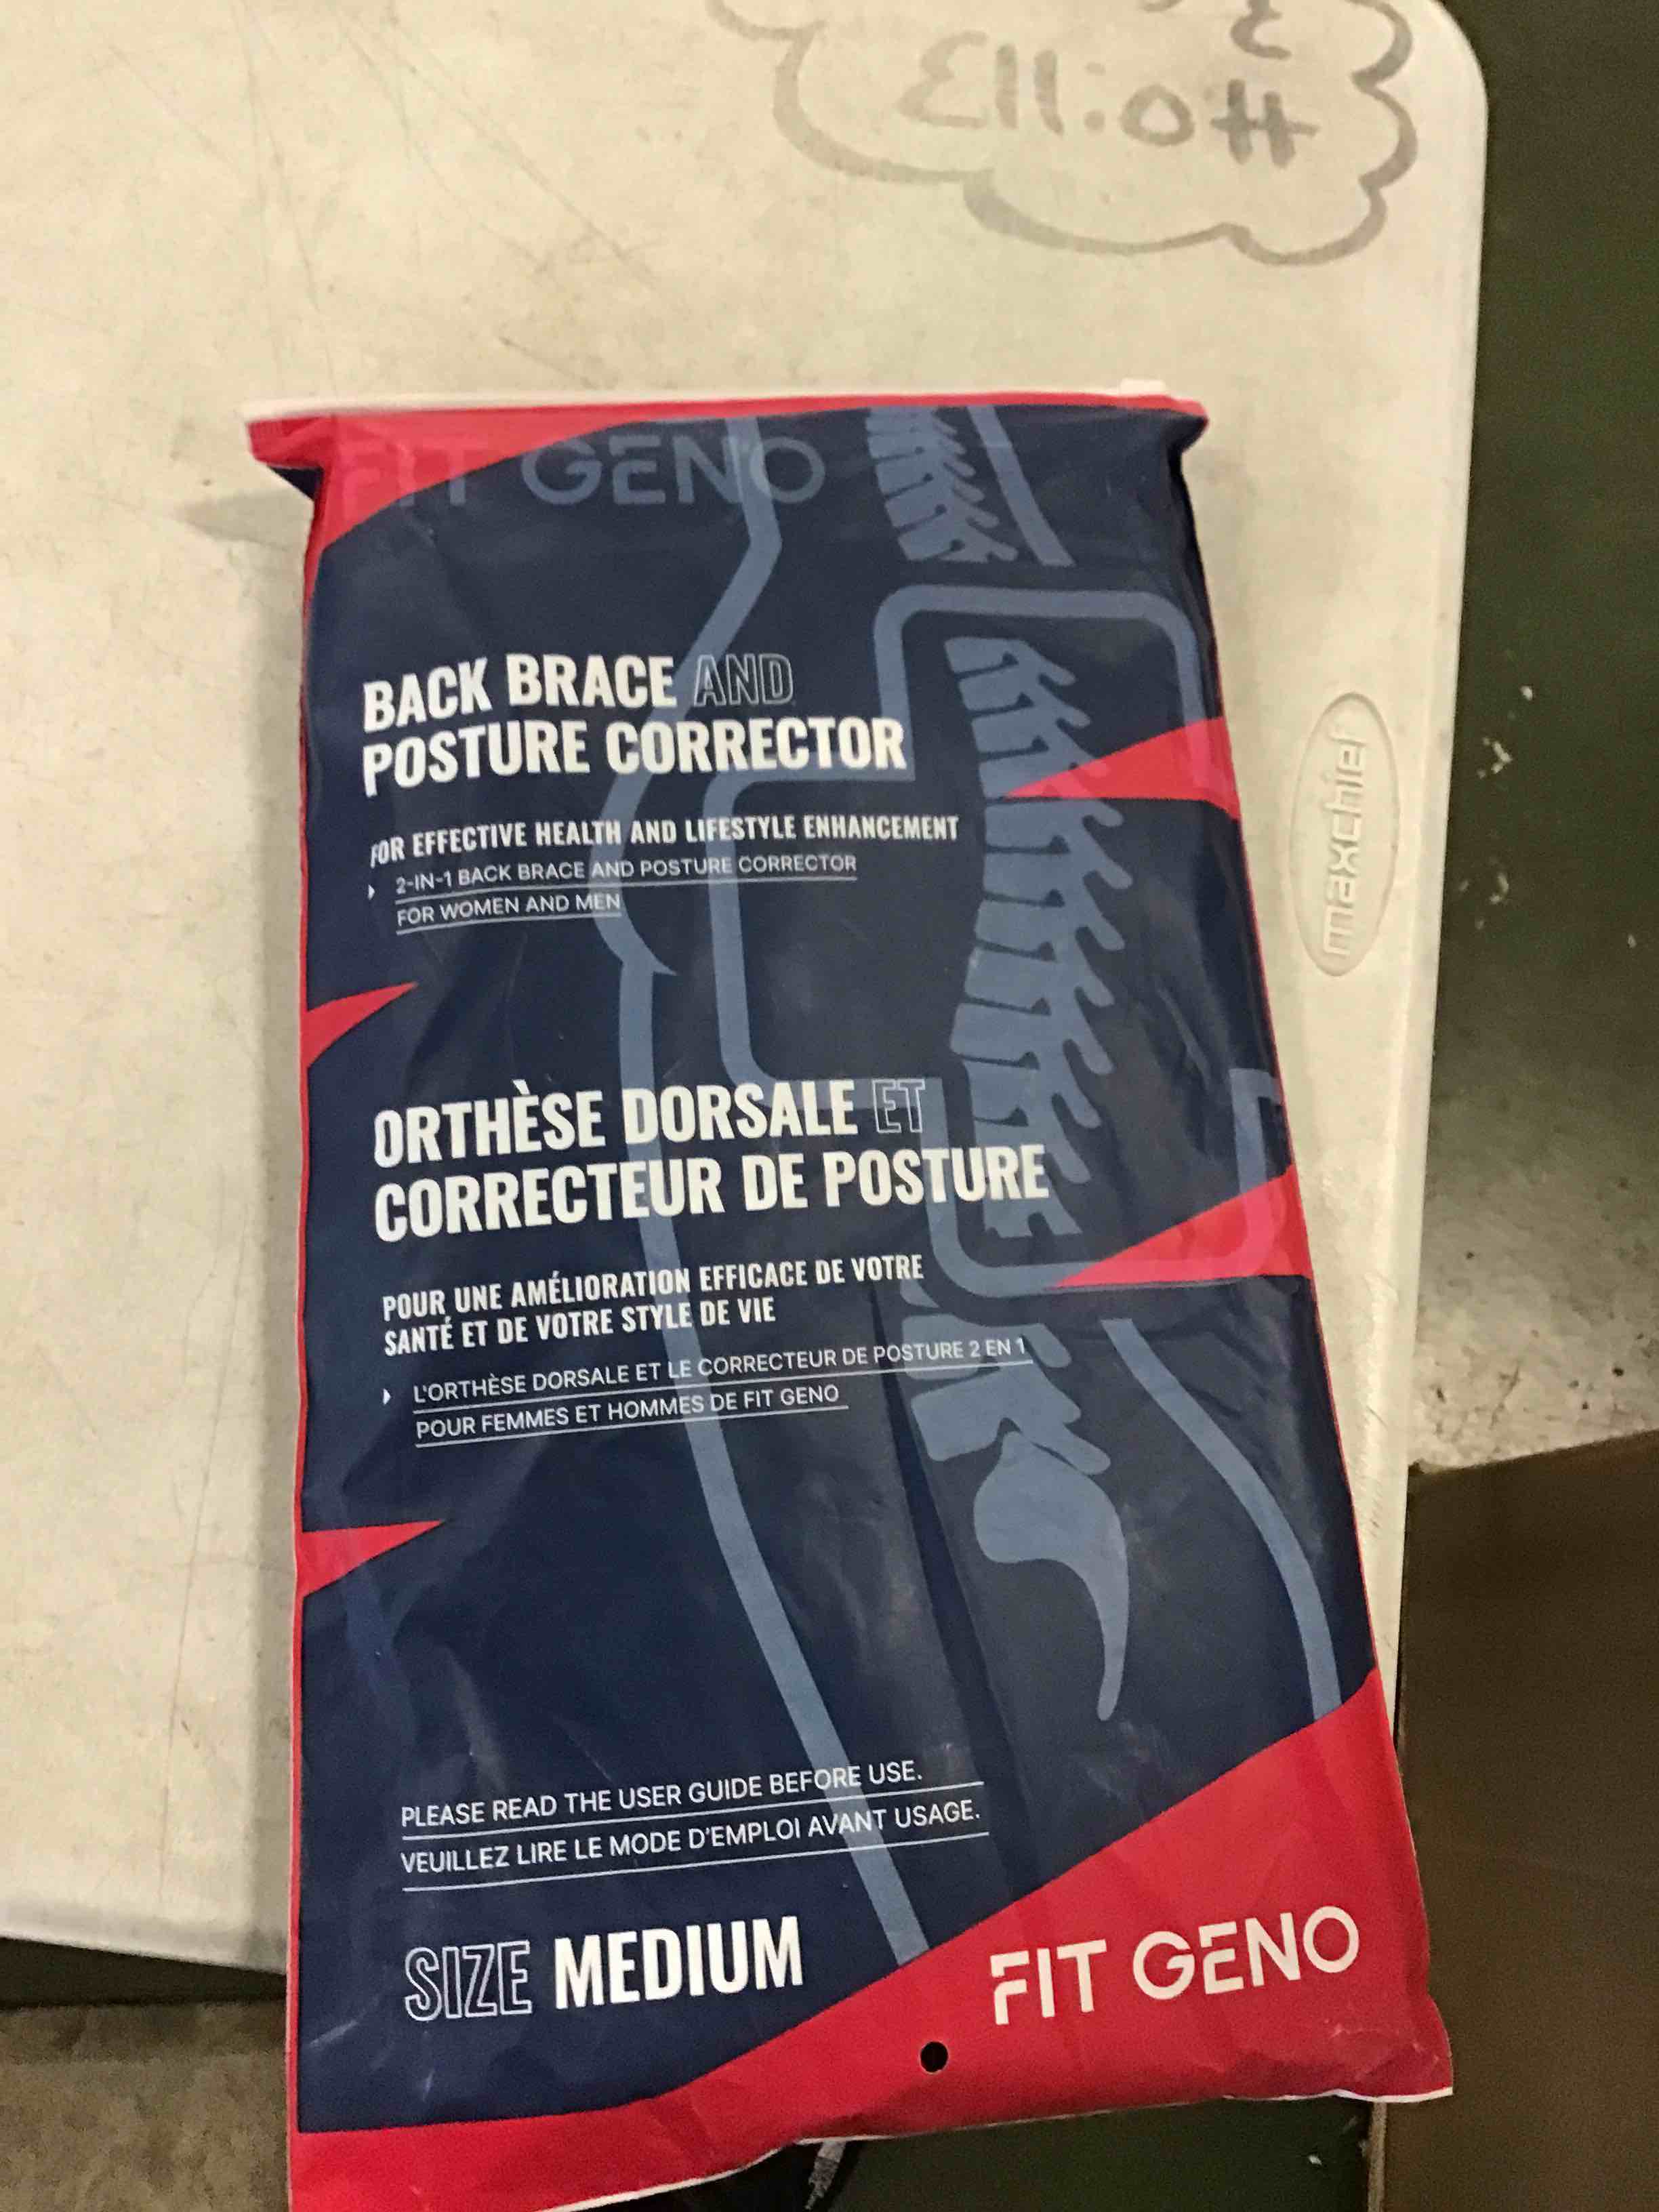 FIT GENO
BACK BRACE AND
POSTURE CORRECTOR
FOR EFFECTIVE HEALTH AND LIFESTYLE ENHANCEMENT
2-IN-1 BACK BRACE AND POSTURE CORRECTOR
FOR WOMEN AND MEN
maxchief
ORTHÈSE DORSALE ET
CORRECTEUR DE POSTURE
POUR UNE AMÉLIORATION EFFICACE DE VOTRE
SANTÉ ET DE VOTRE STYLE DE VIE
L'ORTHÈSE DORSALE ET LE CORRECTEUR DE POSTURE 2 EN 1
POUR FEMMES ET HOMMES DE FIT GENO
PLEASE READ THE USER GUIDE BEFORE USE.
VEUILLEZ LIRE LE MODE D'EMPLOI AVANT USAGE.
SIZE MEDIUM
FIT GENO